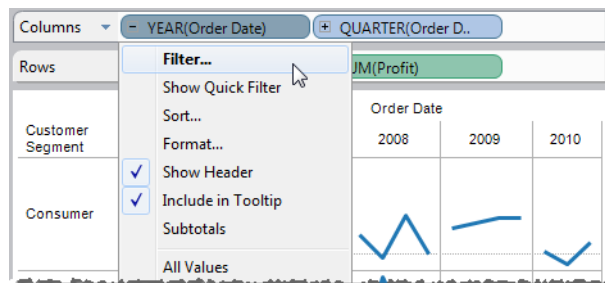 Columns - YEAR(Order Date) + QUARTER(Order D..
Rows JM(Profit)
Filter...
Show Quick Filter
Sort...
Format...
Show Header
Include in Tooltip
Subtotals
All Values
Order Date
Customer
Segment
2008 2009 2010
Consumer